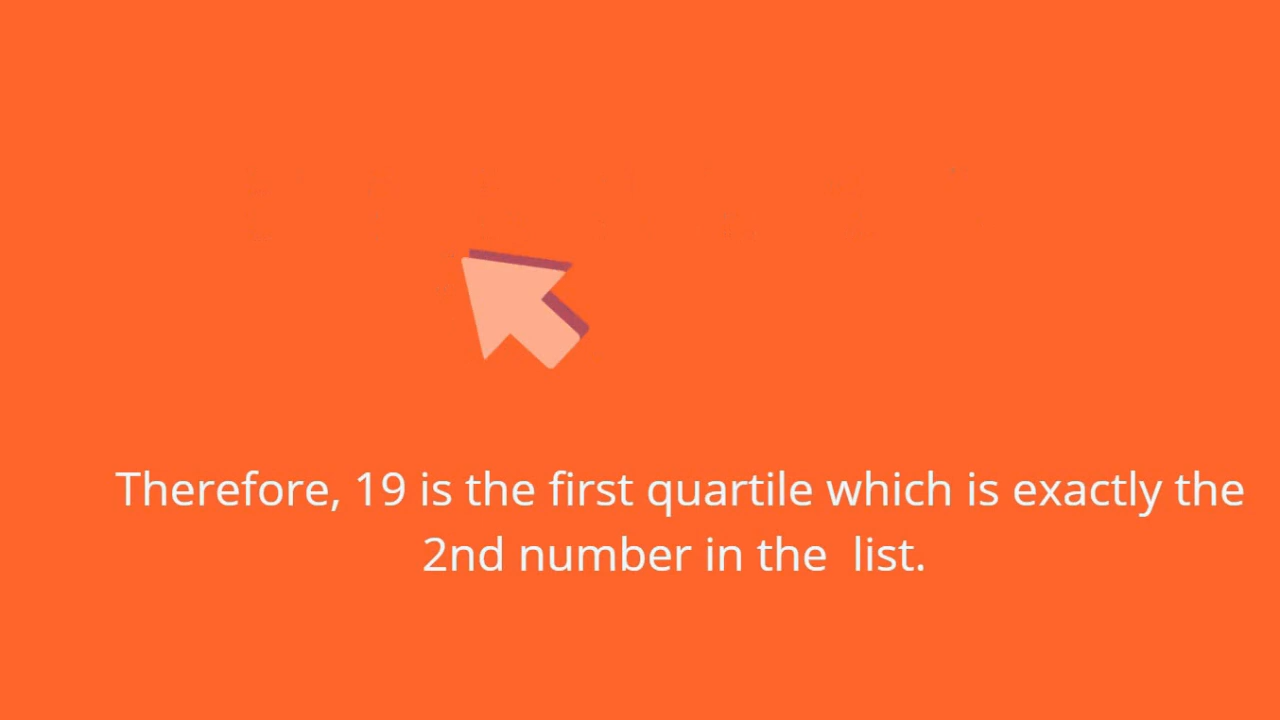 Therefore, 19 is the first quartile which is exactly the
2nd number in the  list.